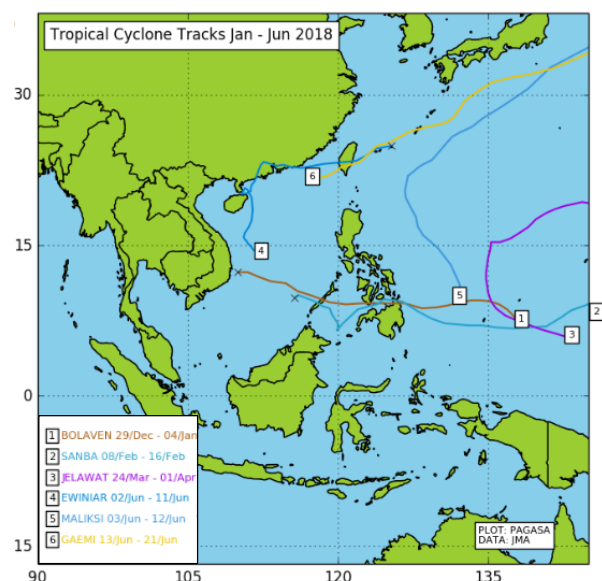 Tropical Cyclone Tracks Jan - Jun 2018
30
15
0
15
90
105
120
135
6
4
5
1
2
3
1 BOLAVEN 29/Dec - 04/Jan
2 SANBA 08/Feb - 16/Feb
3 JELAWAT 24/Mar - 01/Apr
4 EWINIAR 02/Jun - 11/Jun
5 MALIKSI 03/Jun - 12/Jun
6 GAEMI 13/Jun - 21/Jun
PLOT: PAGASA
DATA: JMA